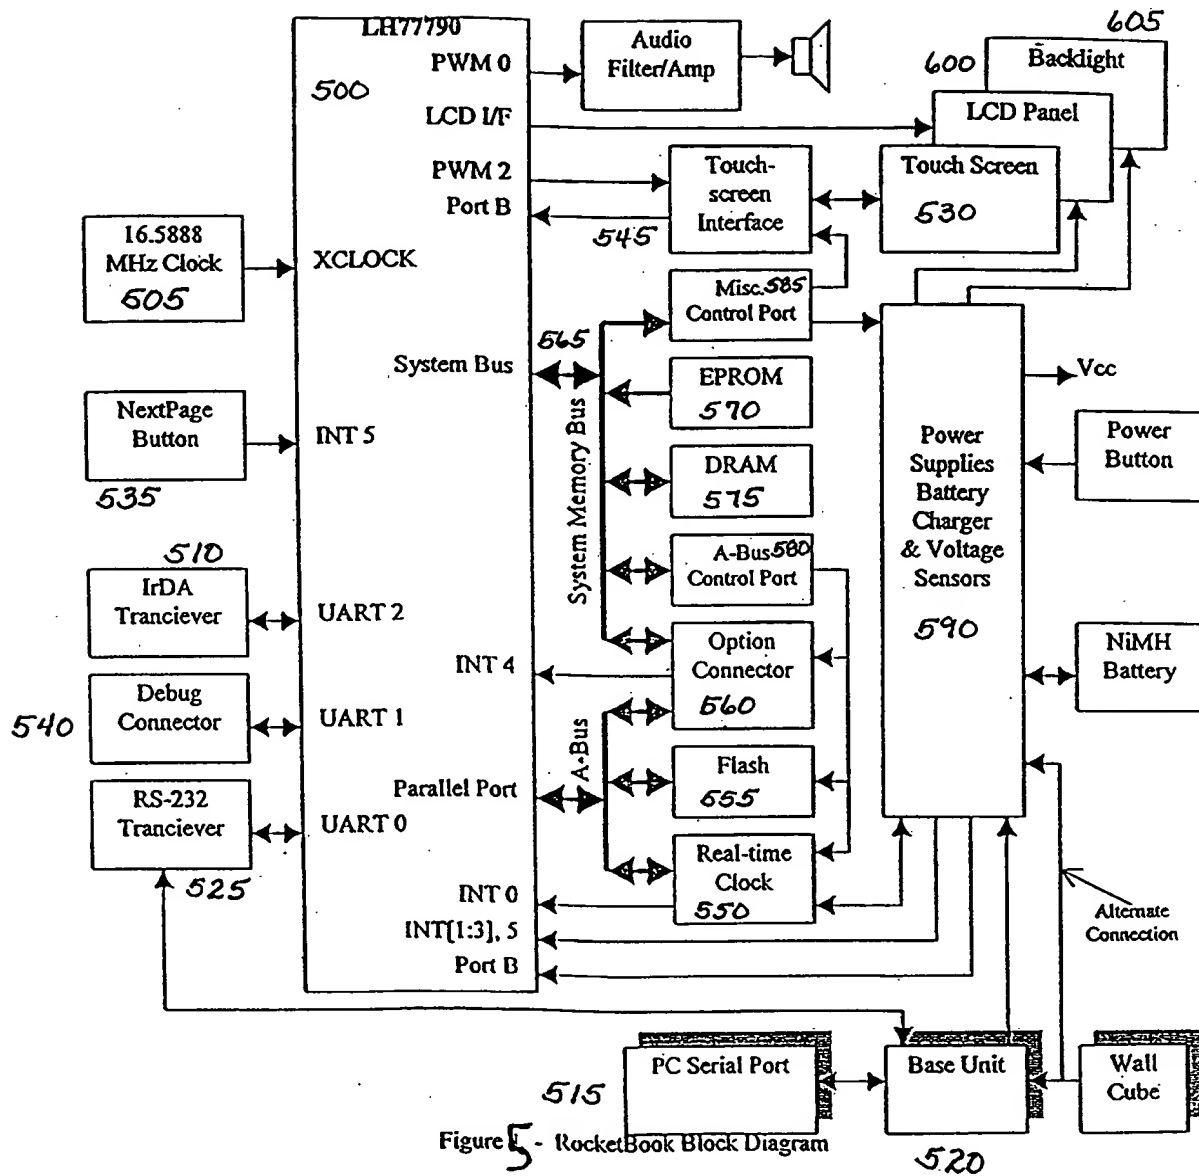 LH77790
500
PWM 0
LCD I/F
PWM 2
Port B
XCLOCK
System Bus
INT 5
UART 2
INT 4
UART 1
Parallel Port
UART 0
INT 0
INT[1:3], 5
Port B
Audio
Filter/Amp
605
Backlight
600
LCD Panel
Touch Screen
530
Touch-
screen
Interface
545
16.5888
MHz Clock
505
Misc. 585
Control Port
565
EPROM
570
NextPage
Button
535
DRAM
575
System Memory Bus
A-Bus 580
Control Port
510
IrDA
Tranciever
Option
Connector
560
Debug
Connector
540
A-Bus
Flash
555
RS-232
Tranciever
525
Real-time
Clock
550
Power
Supplies
Battery
Charger
& Voltage
Sensors
590
Vcc
Power
Button
NiMH
Battery
Alternate
Connection
PC Serial Port
515
Base Unit
520
Wall
Cube
Figure 5 - RocketBook Block Diagram